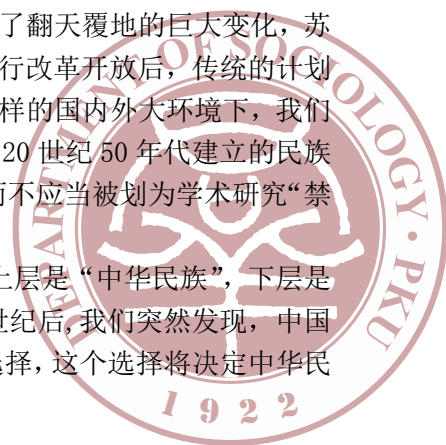 了翻天覆地的巨大变化，苏
行改革开放后，传统的计划
样的国内外大环境下，我们
20 世纪 50 年代建立的民族
而不应当被划为学术研究“禁
上层是“中华民族”，下层是
世纪后,我们突然发现，中国
选择，这个选择将决定中华民
DEPARTMENT OF SOCIOLOGY · PKU
1922